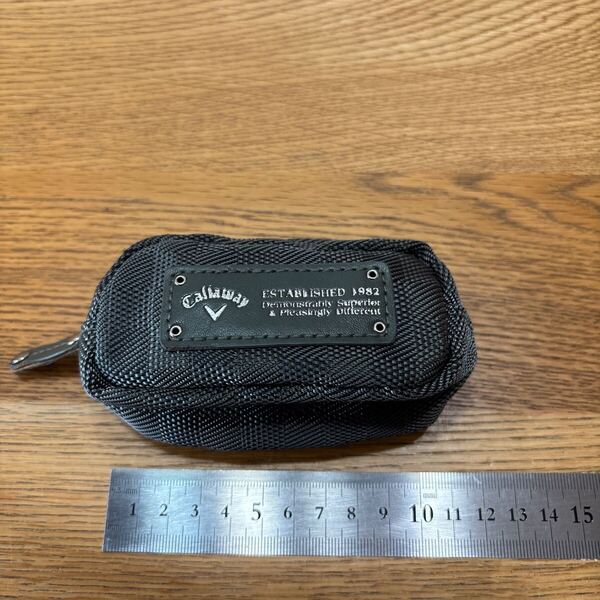 Callaway
ESTABLISHED 1982
Demonstrably Superior
& Pleasingly Different
1 2 3 4 5 6 7 8 9 10 11 12 13 14 15